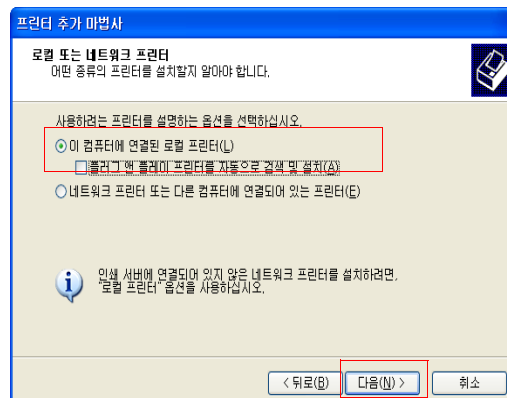 프린터 추가 마법사
로컬 또는 네트워크 프린터
어떤 종류의 프린터를 설치할지 알아야 합니다.
사용하려는 프린터를 설명하는 옵션을 선택하십시오.
이 컴퓨터에 연결된 로컬 프린터(L)
플러그 앤 플레이 프린터를 자동으로 검색 및 설치(A)
네트워크 프린터 또는 다른 컴퓨터에 연결되어 있는 프린터(E)
인쇄 서버에 연결되어 있지 않은 네트워크 프린터를 설치하려면,
"로컬 프린터" 옵션을 사용하십시오.
< 뒤로(B) 다음(N) > 취소